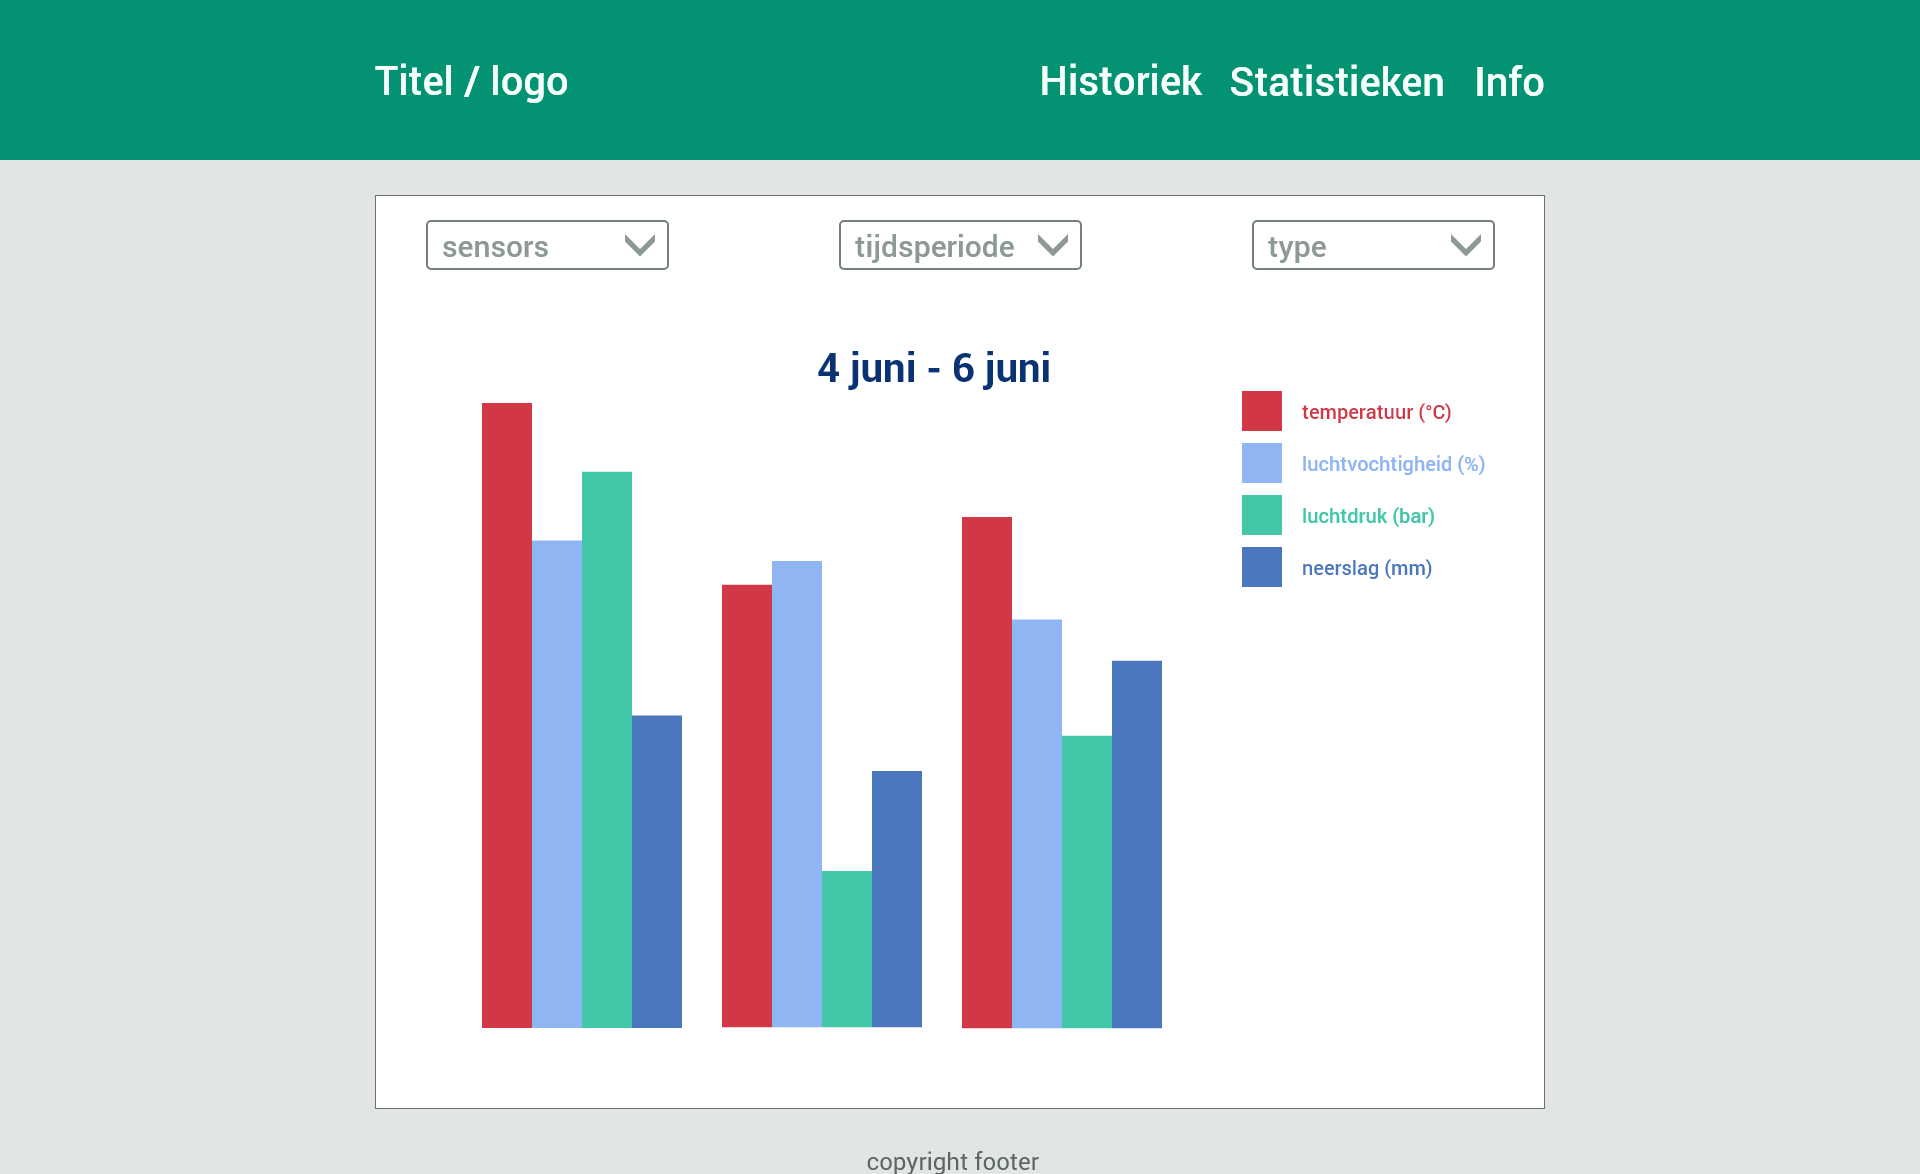 Titel / logo
Historiek Statistieken Info
sensors
tijdsperiode
type
4 juni - 6 juni
temperatuur (°C)
luchtvochtigheid (%)
luchtdruk (bar)
neerslag (mm)
copyright footer